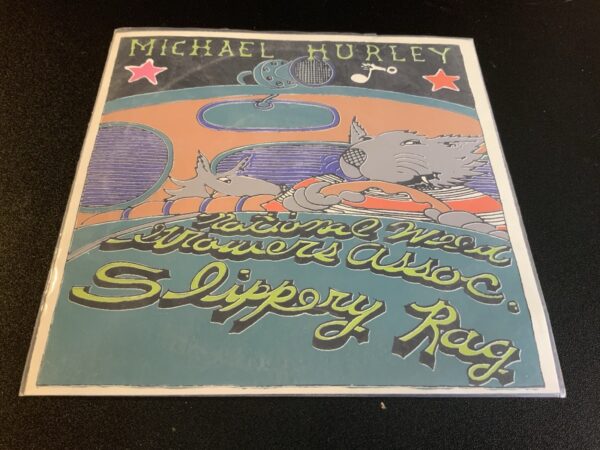 MICHAEL HURLEY
National Weed
Growers Assoc.
Slippery Rag